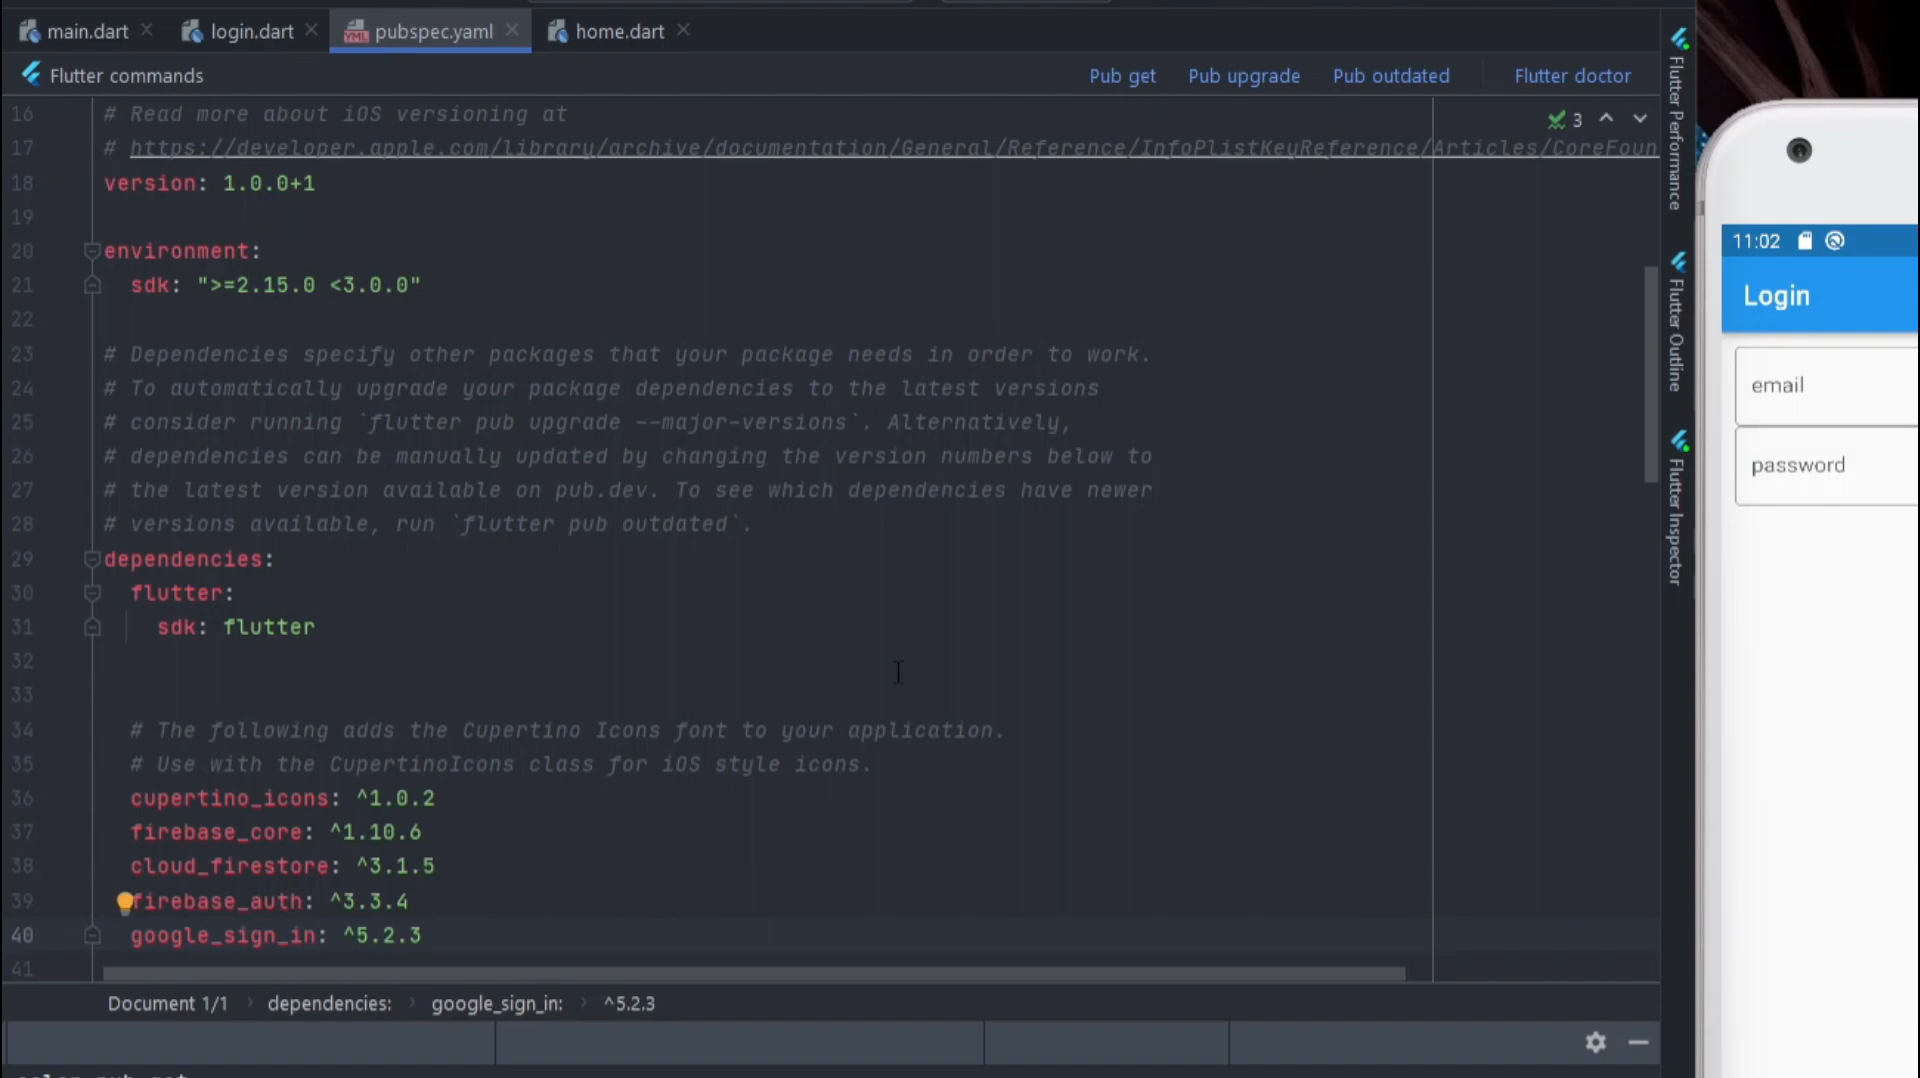 main.dart
login.dart
YML pubspec.yaml
home.dart
Flutter commands
Pub get
Pub upgrade
Pub outdated
Flutter doctor
16 # Read more about iOS versioning at
17 # https://developer.apple.com/library/archive/documentation/General/Reference/InfoPlistKeyReference/Articles/CoreFoun
18 version: 1.0.0+1
19
20 environment:
21 sdk: ">=2.15.0 <3.0.0"
22
23 # Dependencies specify other packages that your package needs in order to work.
24 # To automatically upgrade your package dependencies to the latest versions
25 # consider running `flutter pub upgrade --major-versions`. Alternatively,
26 # dependencies can be manually updated by changing the version numbers below to
27 # the latest version available on pub.dev. To see which dependencies have newer
28 # versions available, run `flutter pub outdated`.
29 dependencies:
30 flutter:
31 sdk: flutter
32
33
34 # The following adds the Cupertino Icons font to your application.
35 # Use with the CupertinoIcons class for iOS style icons.
36 cupertino_icons: ^1.0.2
37 firebase_core: ^1.10.6
38 cloud_firestore: ^3.1.5
39 firebase_auth: ^3.3.4
40 google_sign_in: ^5.2.3
41
3
Document 1/1
dependencies:
google_sign_in:
^5.2.3
Flutter Performance
Flutter Outline
Flutter Inspector
11:02
Login
email
password